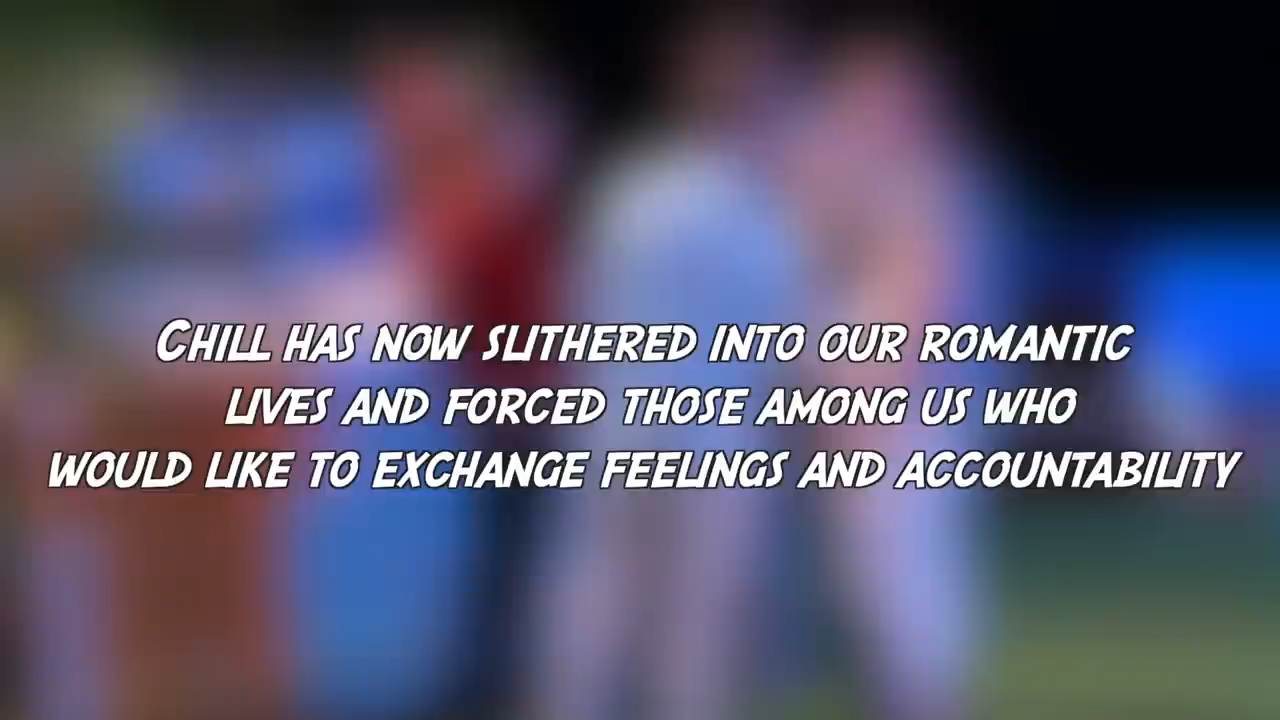 Chill has now slithered into our romantic
lives and forced those among us who
would like to exchange feelings and accountability